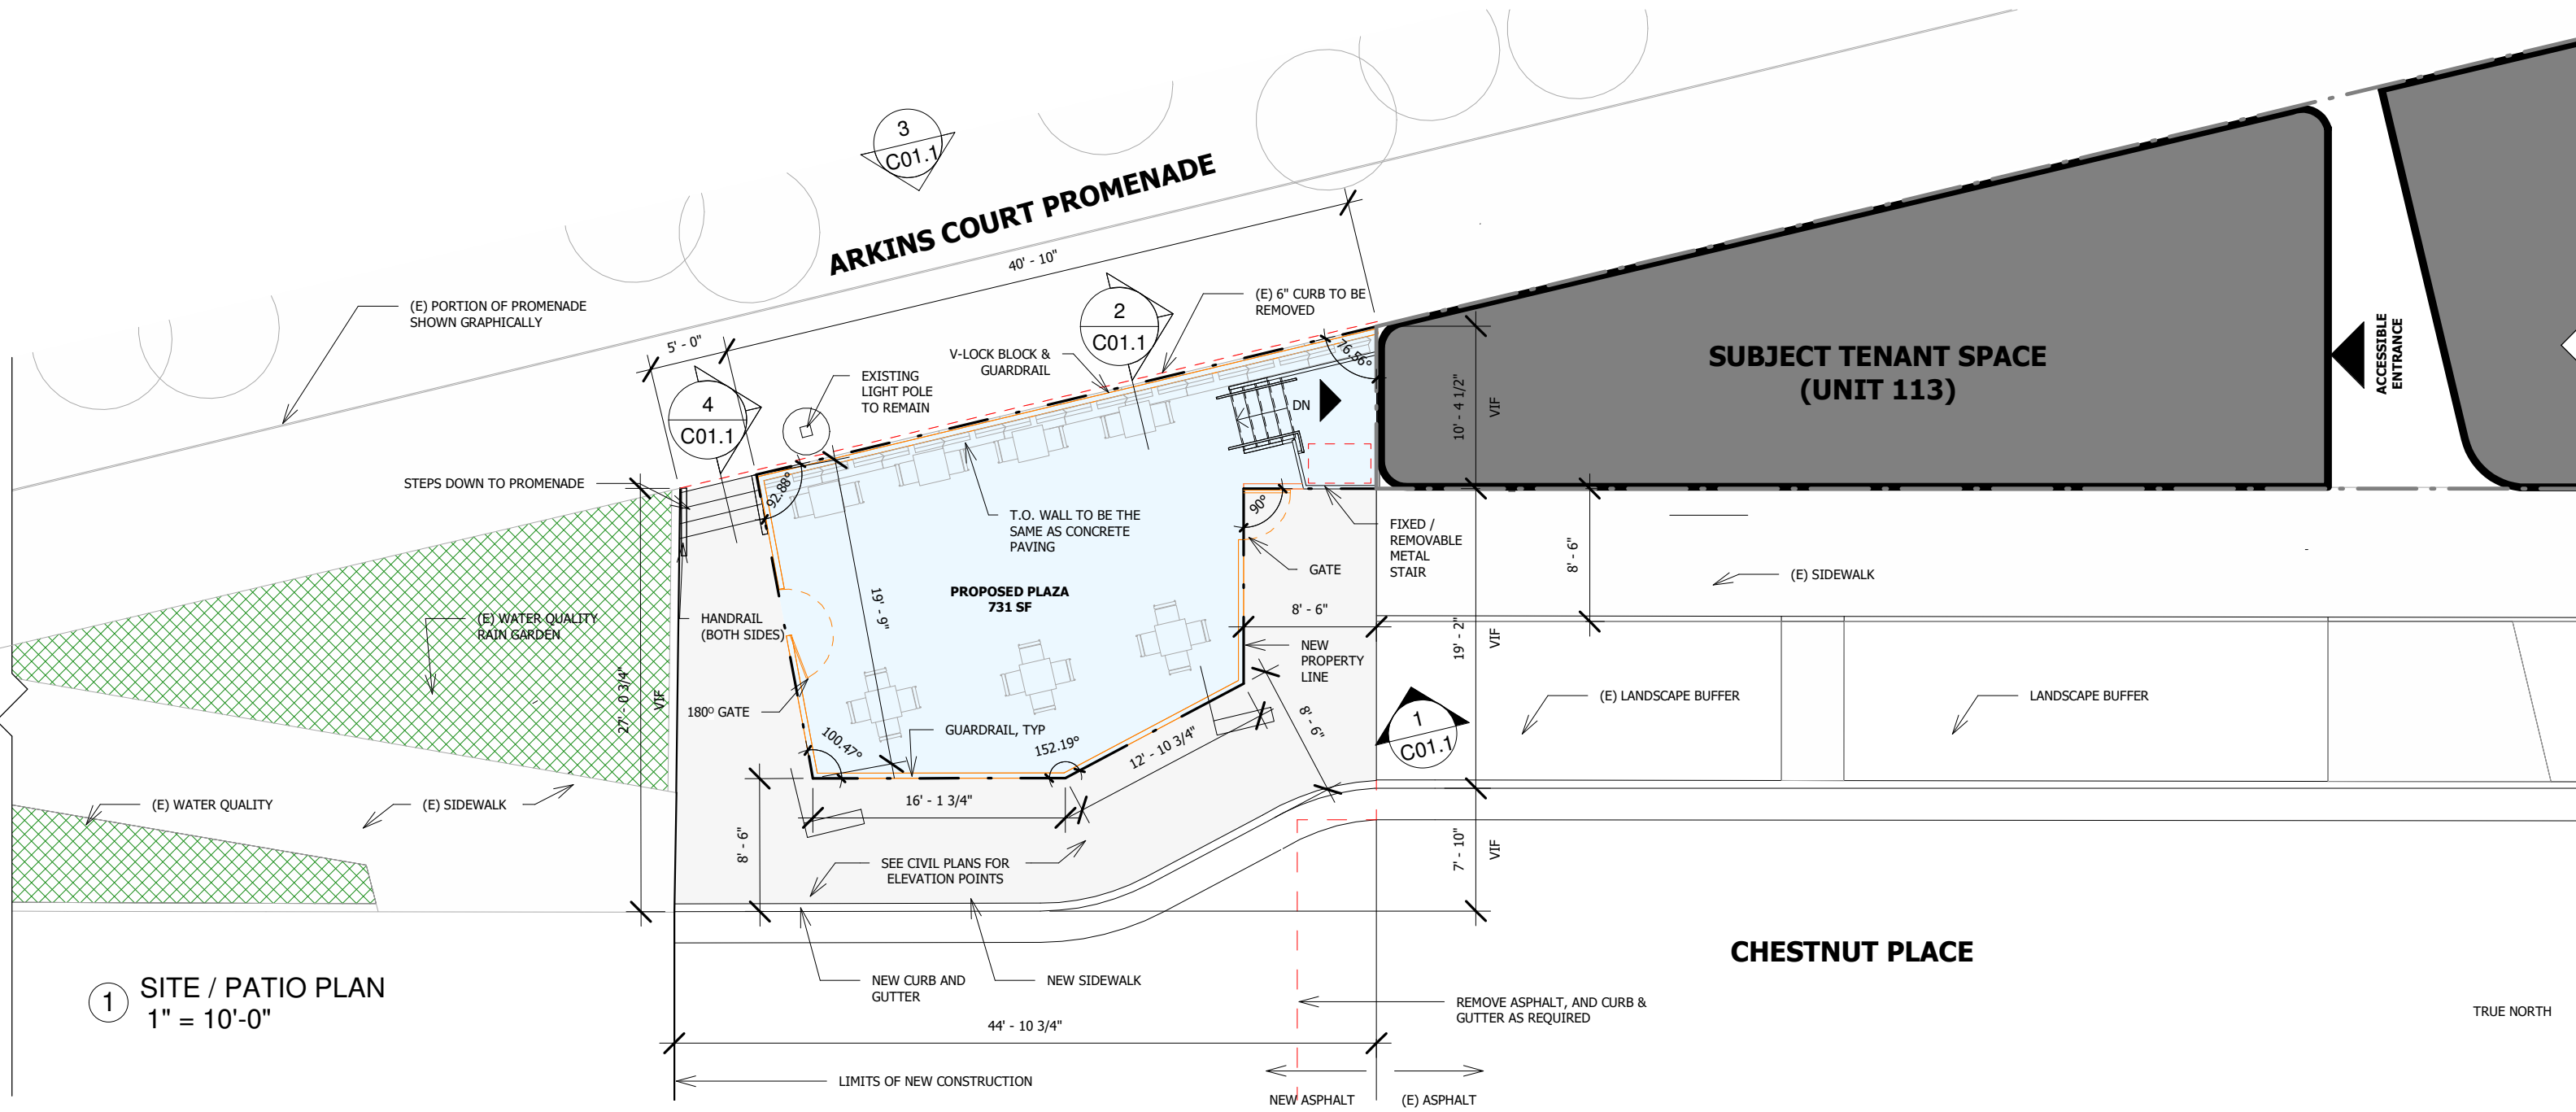 3
C01.1
ARKINS COURT PROMENADE
40' - 10"
(E) PORTION OF PROMENADE
SHOWN GRAPHICALLY
5' - 0"
2
C01.1
(E) 6" CURB TO BE
REMOVED
V-LOCK BLOCK &
GUARDRAIL
76.56°
EXISTING
LIGHT POLE
TO REMAIN
4
C01.1
DN
10' - 4 1/2"
VIF
SUBJECT TENANT SPACE
(UNIT 113)
ACCESSIBLE
ENTRANCE
STEPS DOWN TO PROMENADE
92.88°
T.O. WALL TO BE THE
SAME AS CONCRETE
PAVING
90°
FIXED /
REMOVABLE
METAL
STAIR
GATE
8' - 6"
(E) SIDEWALK
PROPOSED PLAZA
731 SF
19' - 9"
8' - 6"
19' - 2"
VIF
(E) WATER QUALITY
RAIN GARDEN
HANDRAIL
(BOTH SIDES)
NEW
PROPERTY
LINE
27' - 0 3/4"
VIF
180º GATE
GUARDRAIL, TYP
100.47°
152.19°
12' - 10 3/4"
8' - 6"
1
C01.1
(E) LANDSCAPE BUFFER
LANDSCAPE BUFFER
(E) WATER QUALITY
(E) SIDEWALK
16' - 1 3/4"
8' - 6"
SEE CIVIL PLANS FOR
ELEVATION POINTS
7' - 10"
VIF
CHESTNUT PLACE
1
SITE / PATIO PLAN
1" = 10'-0"
NEW CURB AND
GUTTER
NEW SIDEWALK
REMOVE ASPHALT, AND CURB &
GUTTER AS REQUIRED
TRUE NORTH
44' - 10 3/4"
LIMITS OF NEW CONSTRUCTION
NEW ASPHALT
(E) ASPHALT